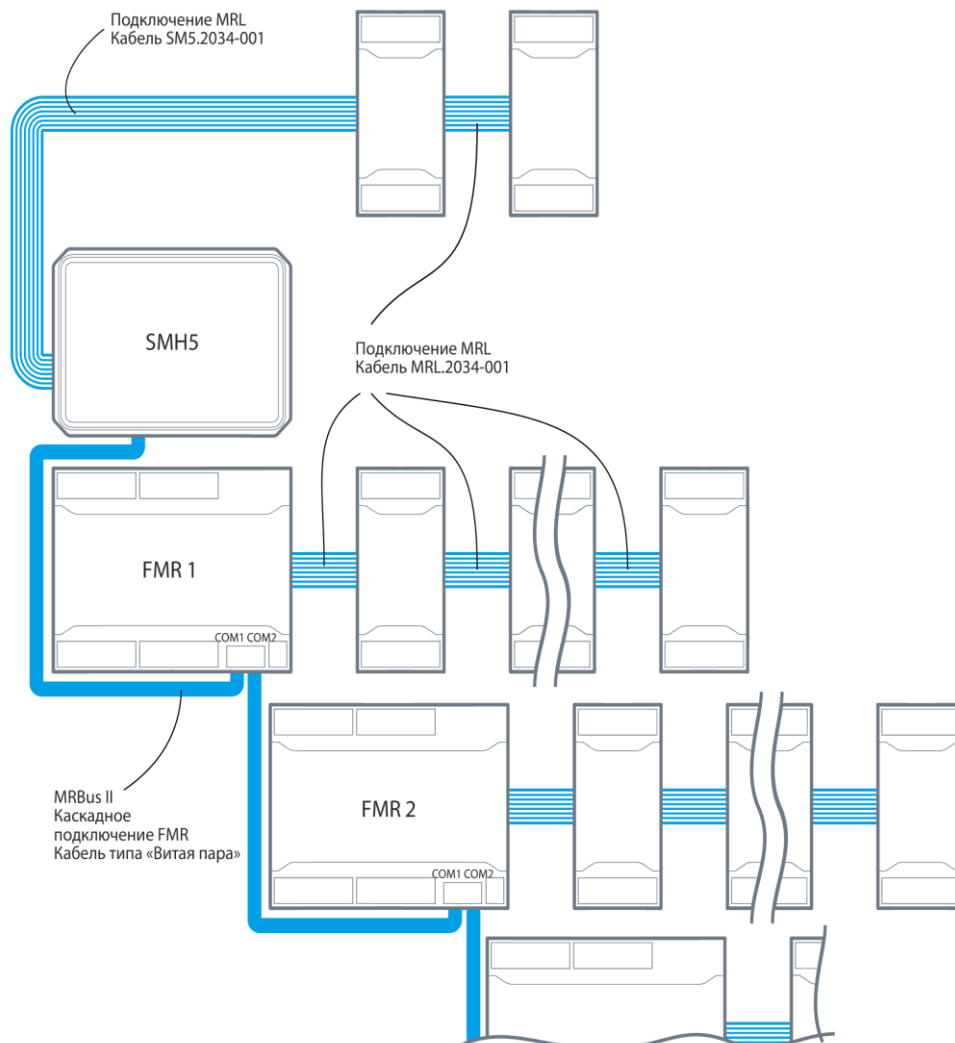 Подключение MRL
Кабель SM5.2034-001
SMH5
Подключение MRL
Кабель MRL.2034-001
FMR 1
COM1 COM2
MRBus II
Каскадное
подключение FMR
Кабель типа «Витая пара»
FMR 2
COM1 COM2